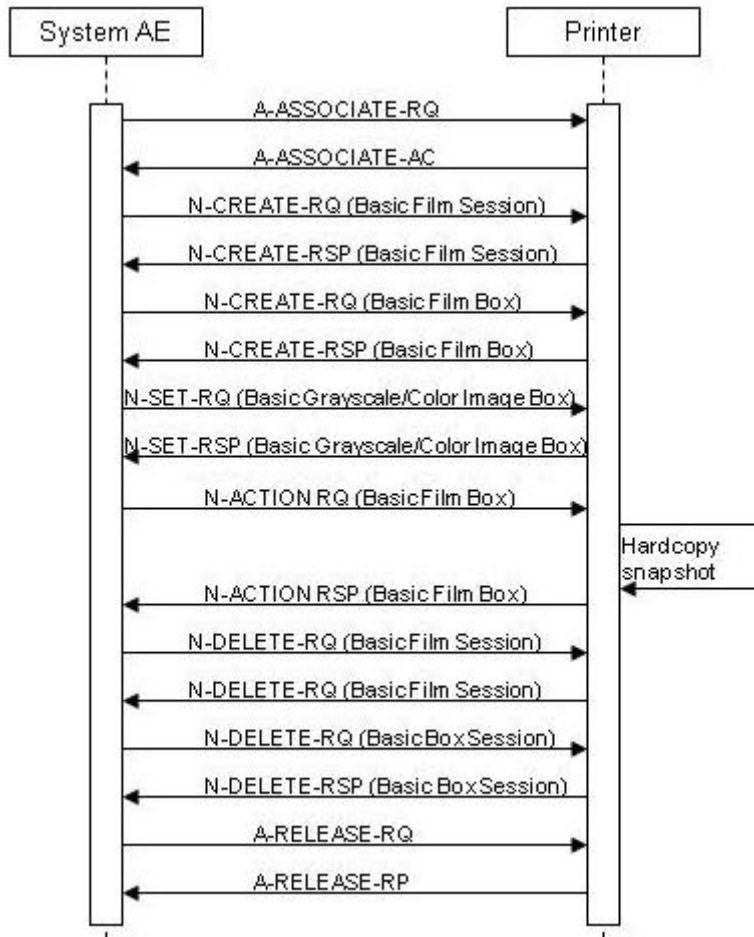 System AE
Printer
A-ASSOCIATE-RQ
A-ASSOCIATE-AC
N-CREATE-RQ (Basic Film Session)
N-CREATE-RSP (Basic Film Session)
N-CREATE-RQ (Basic Film Box)
N-CREATE-RSP (Basic Film Box)
N-SET-RQ (Basic Grayscale/Color Image Box)
N-SET-RSP (Basic Grayscale/Color Image Box)
N-ACTION RQ (Basic Film Box)
Hardcopy
snapshot
N-ACTION RSP (Basic Film Box)
N-DELETE-RQ (Basic Film Session)
N-DELETE-RQ (Basic Film Session)
N-DELETE-RQ (Basic Box Session)
N-DELETE-RSP (Basic Box Session)
A-RELEASE-RQ
A-RELEASE-RP